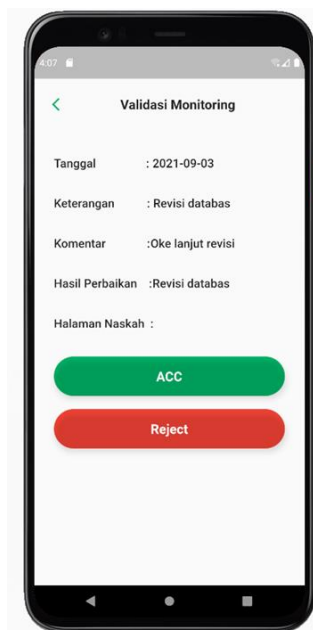 4:07
Validasi Monitoring
Tanggal : 2021-09-03
Keterangan : Revisi databas
Komentar :Oke lanjut revisi
Hasil Perbaikan :Revisi databas
Halaman Naskah :
ACC
Reject